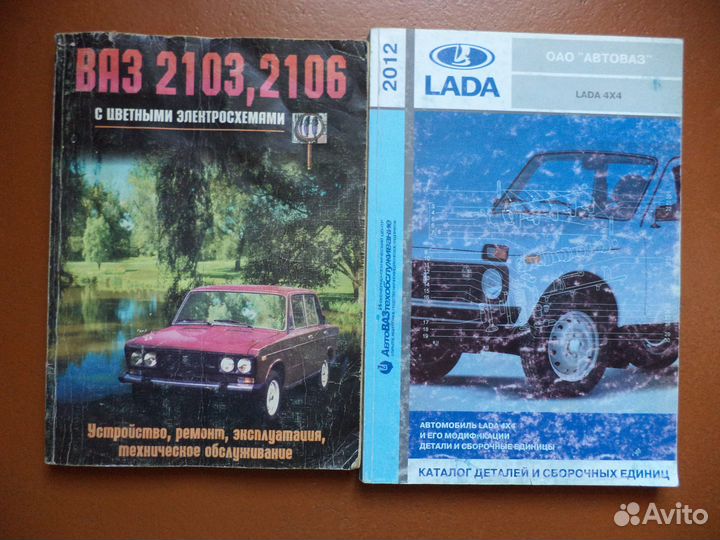 ВАЗ 2103, 2106
С ЦВЕТНЫМИ ЭЛЕКТРОСХЕМАМИ
Устройство, ремонт, эксплуатация,
техническое обслуживание
2012
LADA
ОАО "АВТОВАЗ"
LADA 4X4
АвтоВАЗтехобслуживание
АВТОМОБИЛЬ LADA 4X4
И ЕГО МОДИФИКАЦИИ
ДЕТАЛИ И СБОРОЧНЫЕ ЕДИНИЦЫ
КАТАЛОГ ДЕТАЛЕЙ И СБОРОЧНЫХ ЕДИНИЦ
Avito